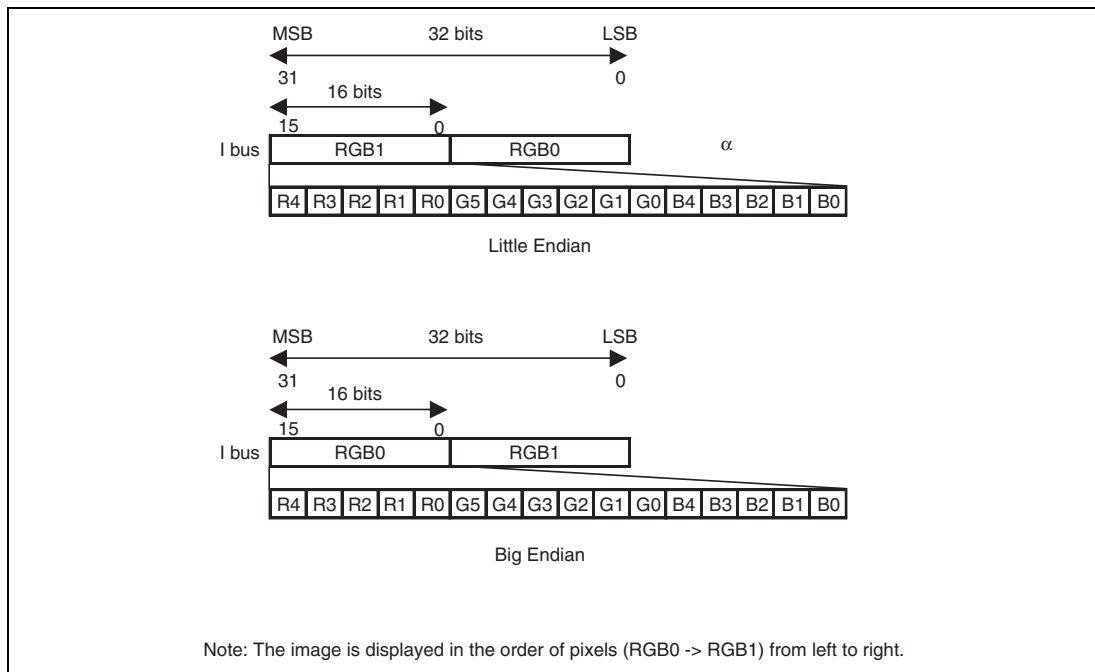 MSB 32 bits LSB
31 0
16 bits
15 0
I bus RGB1 RGB0 α
R4 R3 R2 R1 R0 G5 G4 G3 G2 G1 G0 B4 B3 B2 B1 B0
Little Endian
MSB 32 bits LSB
31 0
16 bits
15 0
I bus RGB0 RGB1
R4 R3 R2 R1 R0 G5 G4 G3 G2 G1 G0 B4 B3 B2 B1 B0
Big Endian
Note: The image is displayed in the order of pixels (RGB0 -> RGB1) from left to right.